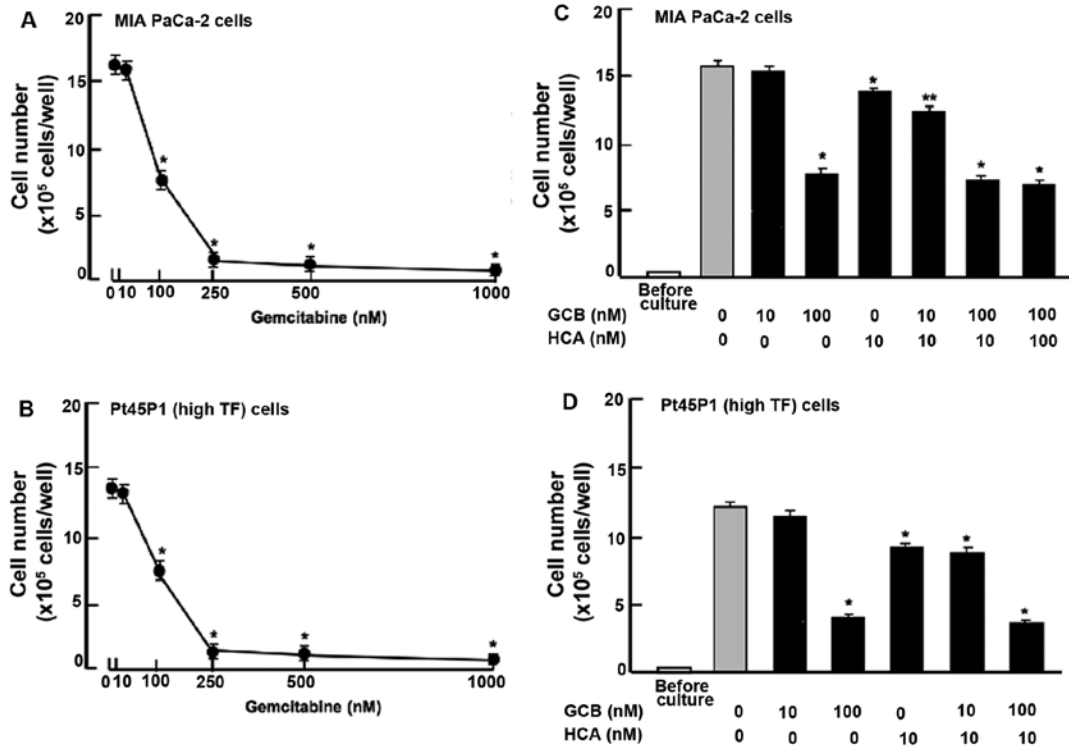 A
MIA PaCa-2 cells
Cell number
(x10⁵ cells/well)
20
15
10
5
0
* * * *
0 10 100 250 500 1000
Gemcitabine (nM)
B
Pt45P1 (high TF) cells
Cell number
(x10⁵ cells/well)
20
15
10
5
0
* * * *
0 10 100 250 500 1000
Gemcitabine (nM)
C
MIA PaCa-2 cells
Cell number
(x10⁵ cells/well)
20
15
10
5
0
* * ** * *
Before
culture
GCB (nM) 0 10 100 0 10 100 100
HCA (nM) 0 0 0 10 10 10 100
D
Pt45P1 (high TF) cells
Cell number
(x10⁵ cells/well)
20
15
10
5
0
* * * *
Before
culture
GCB (nM) 0 10 100 0 10 100
HCA (nM) 0 0 0 10 10 10